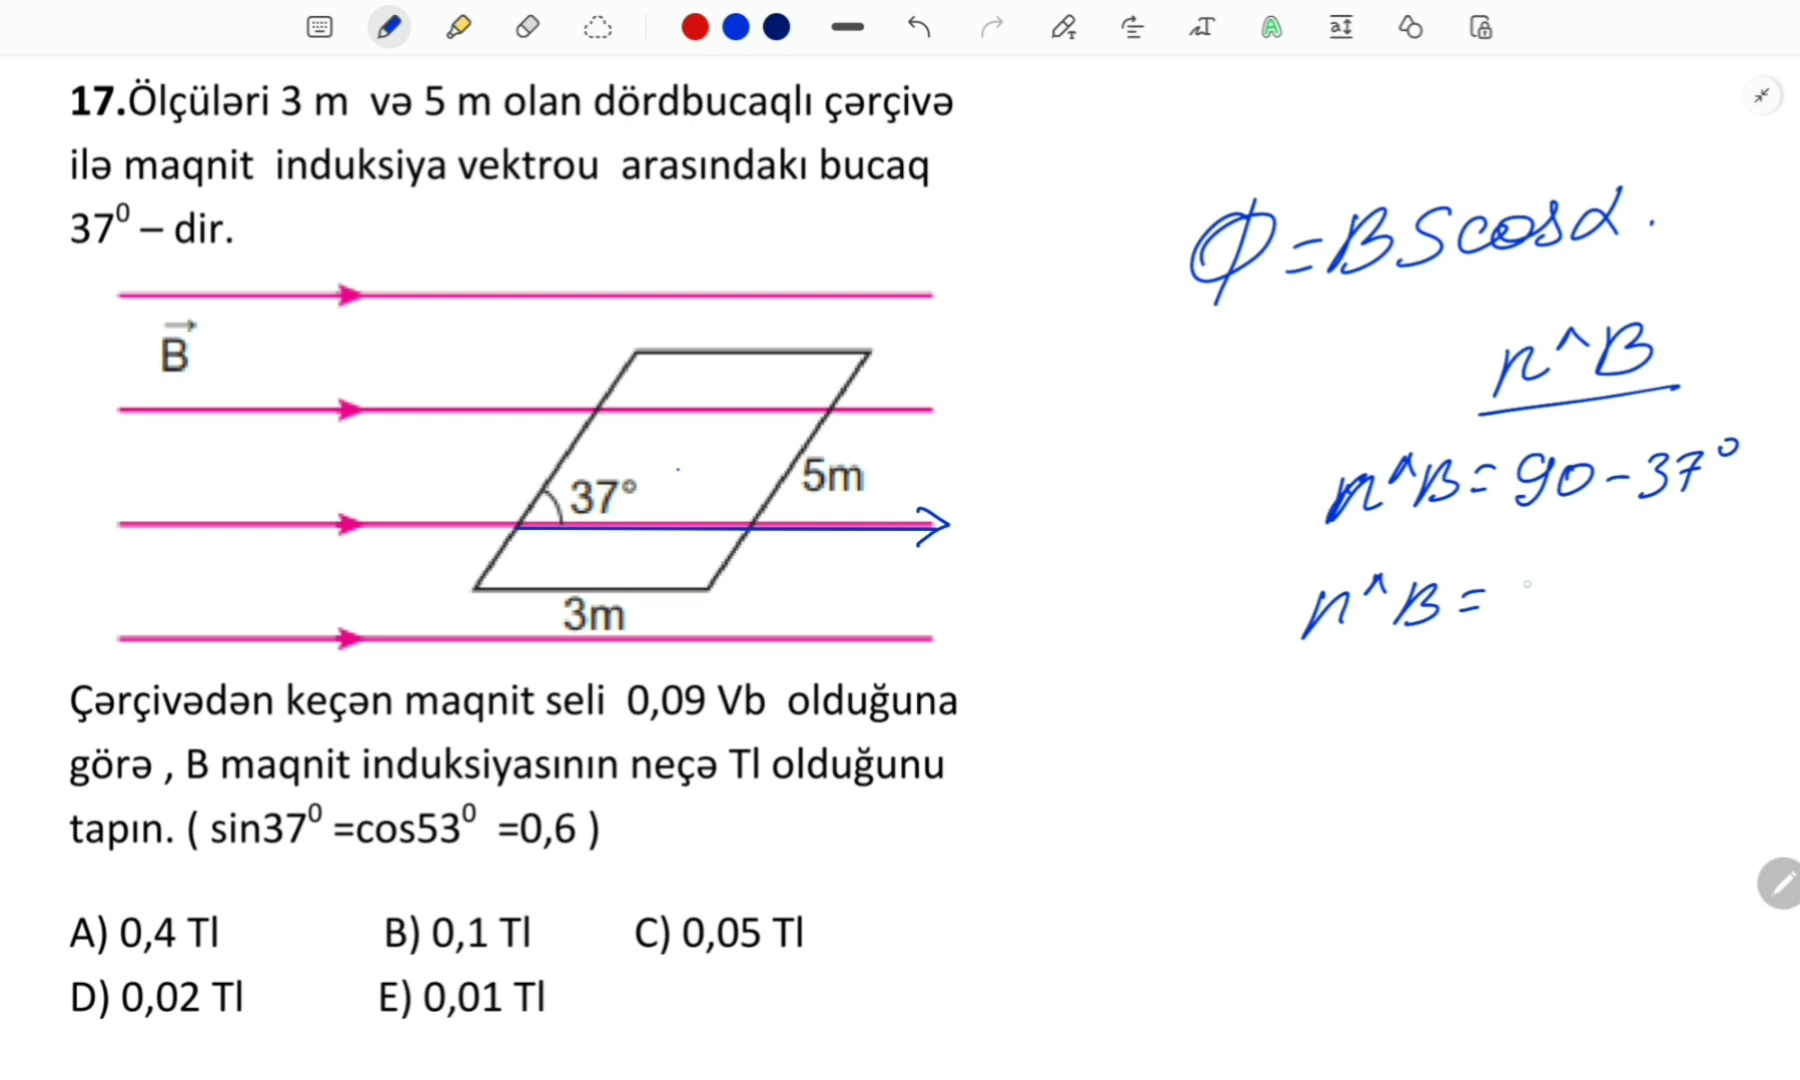 17.Ölçüləri 3 m və 5 m olan dördbucaqlı çərçivə
ilə maqnit induksiya vektrou arasındakı bucaq
37⁰ – dir.
B
37°
5m
3m
Çərçivədən keçən maqnit seli 0,09 Vb olduğuna
görə , B maqnit induksiyasının neçə Tl olduğunu
tapın. ( sin37⁰ =cos53⁰ =0,6 )
A) 0,4 Tl B) 0,1 Tl C) 0,05 Tl
D) 0,02 Tl E) 0,01 Tl
Φ=BScosα.
n^B
n^B=90-37⁰
n^B=